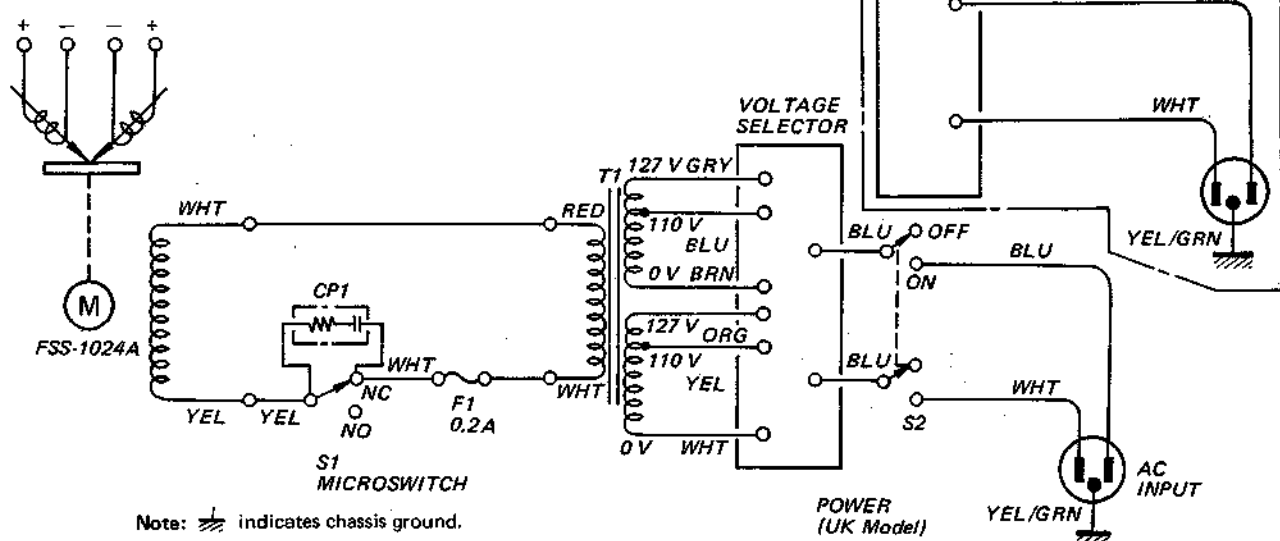 + − − +
WHT
VOLTAGE
SELECTOR
127 V GRY
T1
WHT
RED
110 V
BLU
BLU
OFF
YEL/GRN
BLU
0 V BRN
ON
CP1
M
127 V ORG
FSS-1024A
110 V
YEL
BLU
WHT
NC
WHT
WHT
YEL
YEL
F1
0.2A
NO
S2
0 V
WHT
S1
MICROSWITCH
AC
INPUT
POWER
(UK Model)
YEL/GRN
Note: indicates chassis ground.